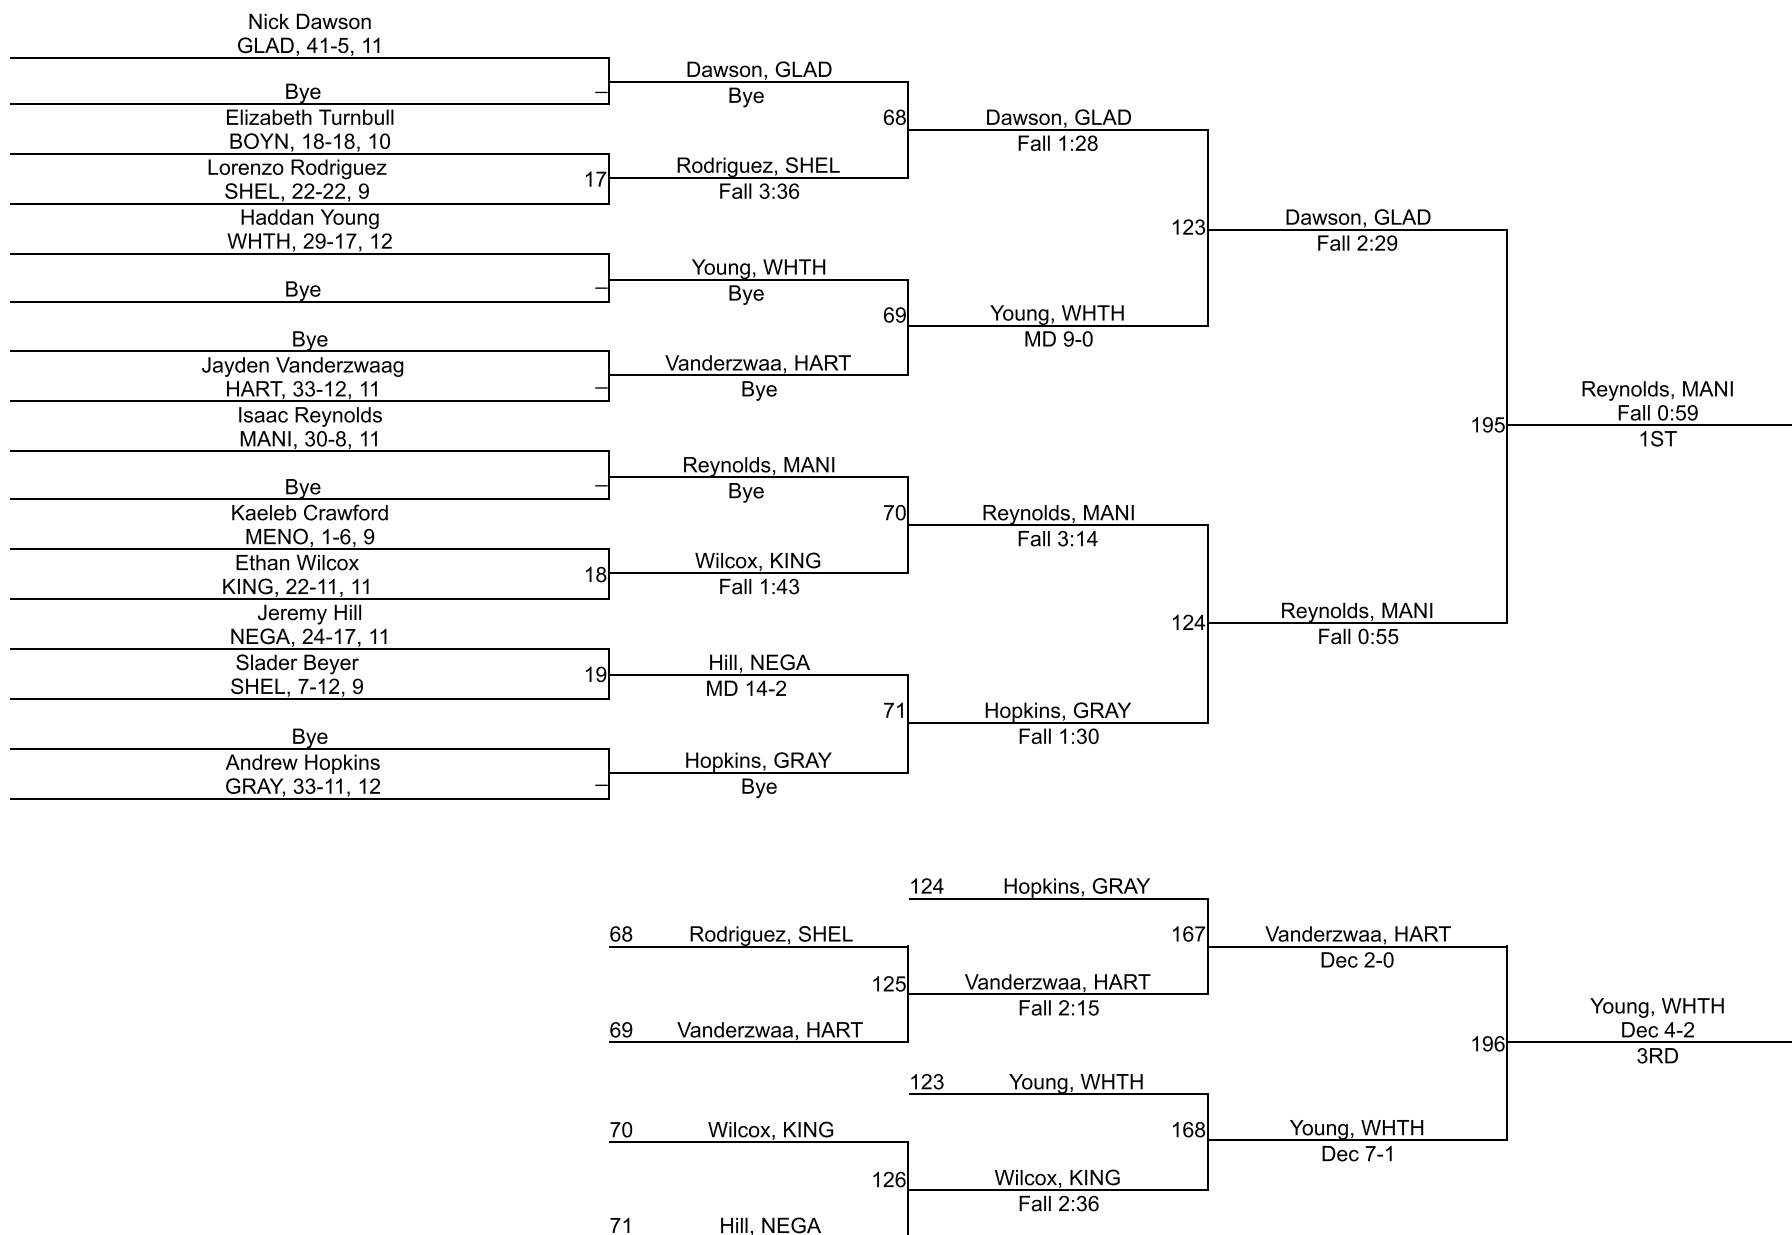 Nick Dawson
GLAD, 41-5, 11
Bye
–
Elizabeth Turnbull
BOYN, 18-18, 10
Lorenzo Rodriguez
SHEL, 22-22, 9
17
Haddan Young
WHTH, 29-17, 12
Bye
–
Bye
Jayden Vanderzwaag
HART, 33-12, 11
–
Isaac Reynolds
MANI, 30-8, 11
Bye
–
Kaeleb Crawford
MENO, 1-6, 9
Ethan Wilcox
KING, 22-11, 11
18
Jeremy Hill
NEGA, 24-17, 11
Slader Beyer
SHEL, 7-12, 9
19
Bye
Andrew Hopkins
GRAY, 33-11, 12
–
Dawson, GLAD
Bye
68
Rodriguez, SHEL
Fall 3:36
Young, WHTH
Bye
69
Vanderzwaa, HART
Bye
Reynolds, MANI
Bye
70
Wilcox, KING
Fall 1:43
Hill, NEGA
MD 14-2
71
Hopkins, GRAY
Bye
Dawson, GLAD
Fall 1:28
123
Young, WHTH
MD 9-0
Reynolds, MANI
Fall 3:14
124
Hopkins, GRAY
Fall 1:30
Dawson, GLAD
Fall 2:29
195
Reynolds, MANI
Fall 0:55
Reynolds, MANI
Fall 0:59
1ST
124 Hopkins, GRAY
68 Rodriguez, SHEL
167
Vanderzwaa, HART
Dec 2-0
125
Vanderzwaa, HART
Fall 2:15
69 Vanderzwaa, HART
Young, WHTH
Dec 4-2
196
3RD
123 Young, WHTH
70 Wilcox, KING
168
Young, WHTH
Dec 7-1
126
Wilcox, KING
Fall 2:36
71 Hill, NEGA